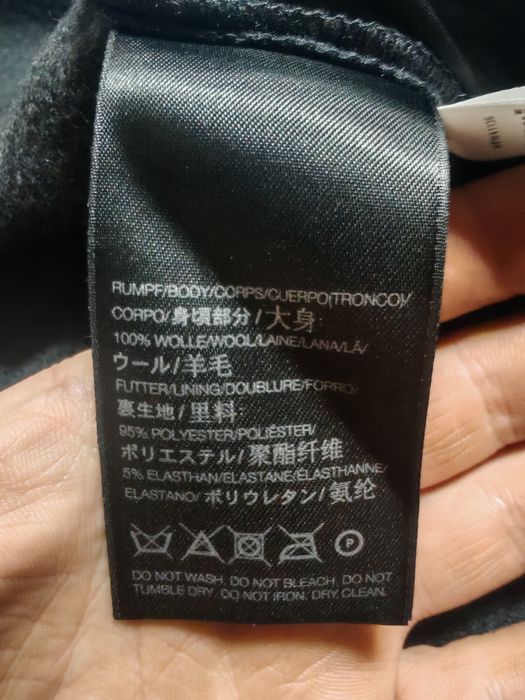 RUMPF/BODY/CORPS/CUERPO(TRONCO)/
CORPO/身頃部分/大身
100% WOLLE/WOOL/LAINE/LANA/LÃ/
ウール/羊毛
FUTTER/LINING/DOUBLURE/FORRO/
裏生地/里料:
95% POLYESTER/POLIÉSTER/
ポリエステル/聚酯纤维
5% ELASTHAN/ELASTANE/ÉLASTHANNE/
ELASTANO/ポリウレタン/氨纶
P
DO NOT WASH. DO NOT BLEACH. DO NOT
TUMBLE DRY. DO NOT IRON. DRY CLEAN.